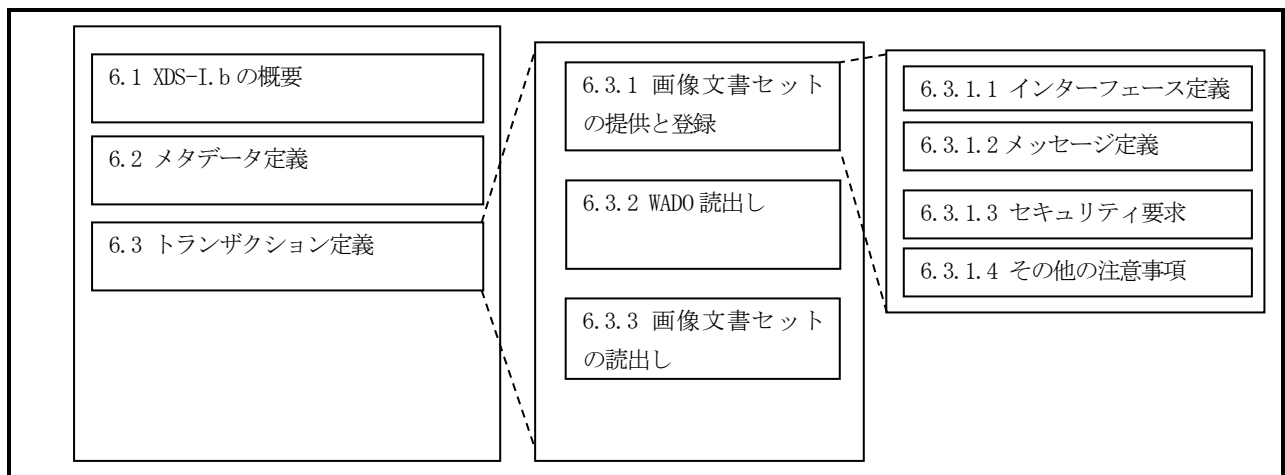 6.1 XDS-I.bの概要
6.2 メタデータ定義
6.3 トランザクション定義
6.3.1 画像文書セット
の提供と登録
6.3.2 WADO読出し
6.3.3 画像文書セット
の読出し
6.3.1.1 インターフェース定義
6.3.1.2メッセージ定義
6.3.1.3 セキュリティ要求
6.3.1.4 その他の注意事項